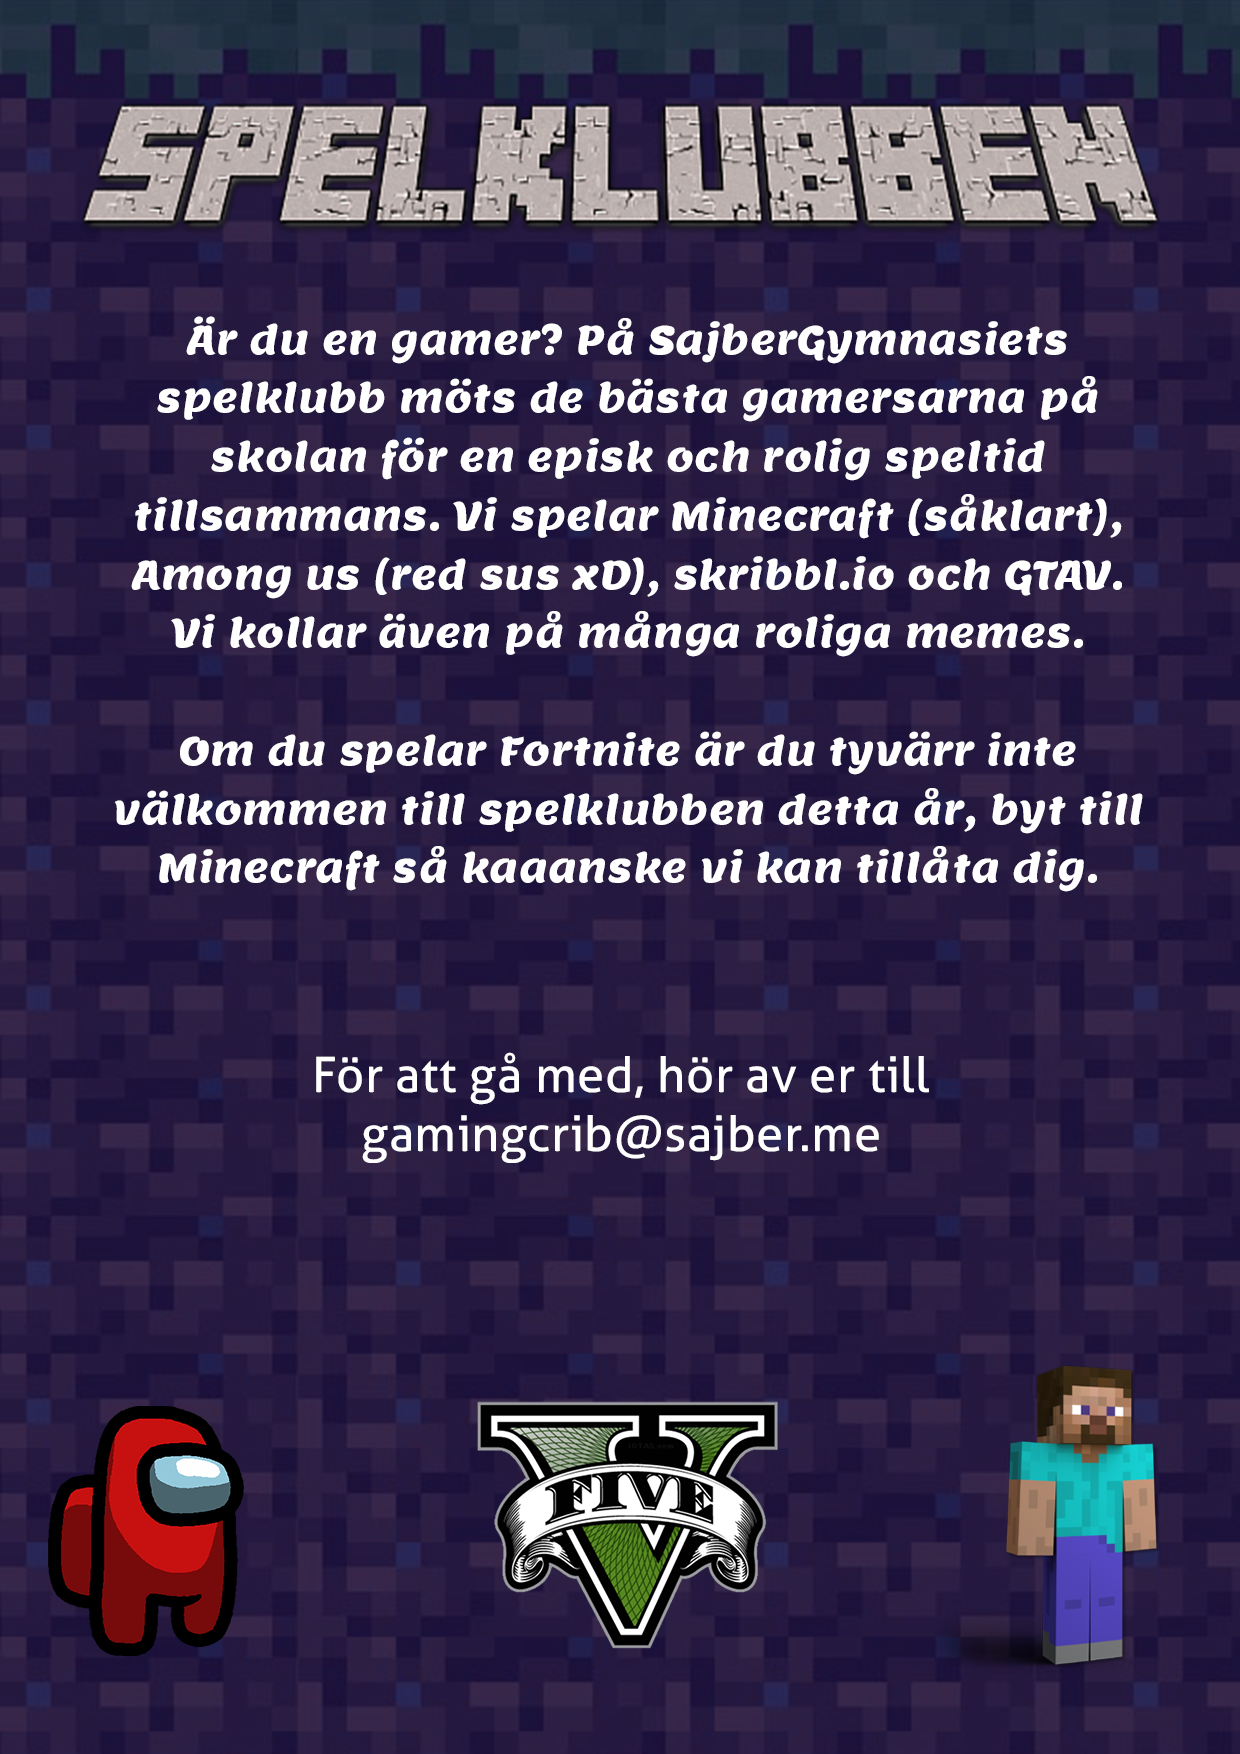 SPELKLUBBEN
Är du en gamer? På SajberGymnasiets
spelklubb möts de bästa gamersarna på
skolan för en episk och rolig speltid
tillsammans. Vi spelar Minecraft (såklart),
Among us (red sus xD), skribbl.io och GTAV.
Vi kollar även på många roliga memes.
Om du spelar Fortnite är du tyvärr inte
välkommen till spelklubben detta år, byt till
Minecraft så kaaanske vi kan tillåta dig.
För att gå med, hör av er till
gamingcrib@sajber.me
V
FIVE